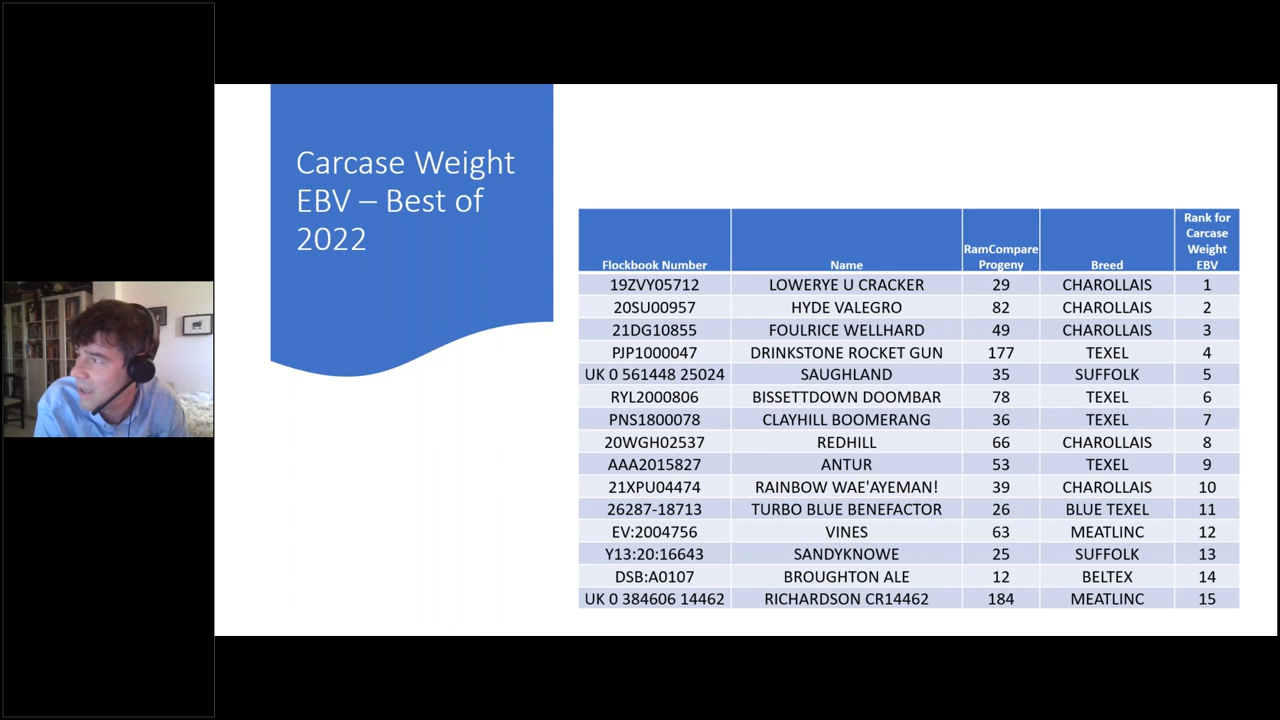 Carcase Weight
EBV – Best of
2022
Flockbook Number Name RamCompare Progeny Breed Rank for Carcase Weight EBV
19ZVY05712 LOWERYE U CRACKER 29 CHAROLLAIS 1
20SU00957 HYDE VALEGRO 82 CHAROLLAIS 2
21DG10855 FOULRICE WELLHARD 49 CHAROLLAIS 3
PJP1000047 DRINKSTONE ROCKET GUN 177 TEXEL 4
UK 0 561448 25024 SAUGHLAND 35 SUFFOLK 5
RYL2000806 BISSETTDOWN DOOMBAR 78 TEXEL 6
PNS1800078 CLAYHILL BOOMERANG 36 TEXEL 7
20WGH02537 REDHILL 66 CHAROLLAIS 8
AAA2015827 ANTUR 53 TEXEL 9
21XPU04474 RAINBOW WAE'AYEMAN! 39 CHAROLLAIS 10
26287-18713 TURBO BLUE BENEFACTOR 26 BLUE TEXEL 11
EV:2004756 VINES 63 MEATLINC 12
Y13:20:16643 SANDYKNOWE 25 SUFFOLK 13
DSB:A0107 BROUGHTON ALE 12 BELTEX 14
UK 0 384606 14462 RICHARDSON CR14462 184 MEATLINC 15